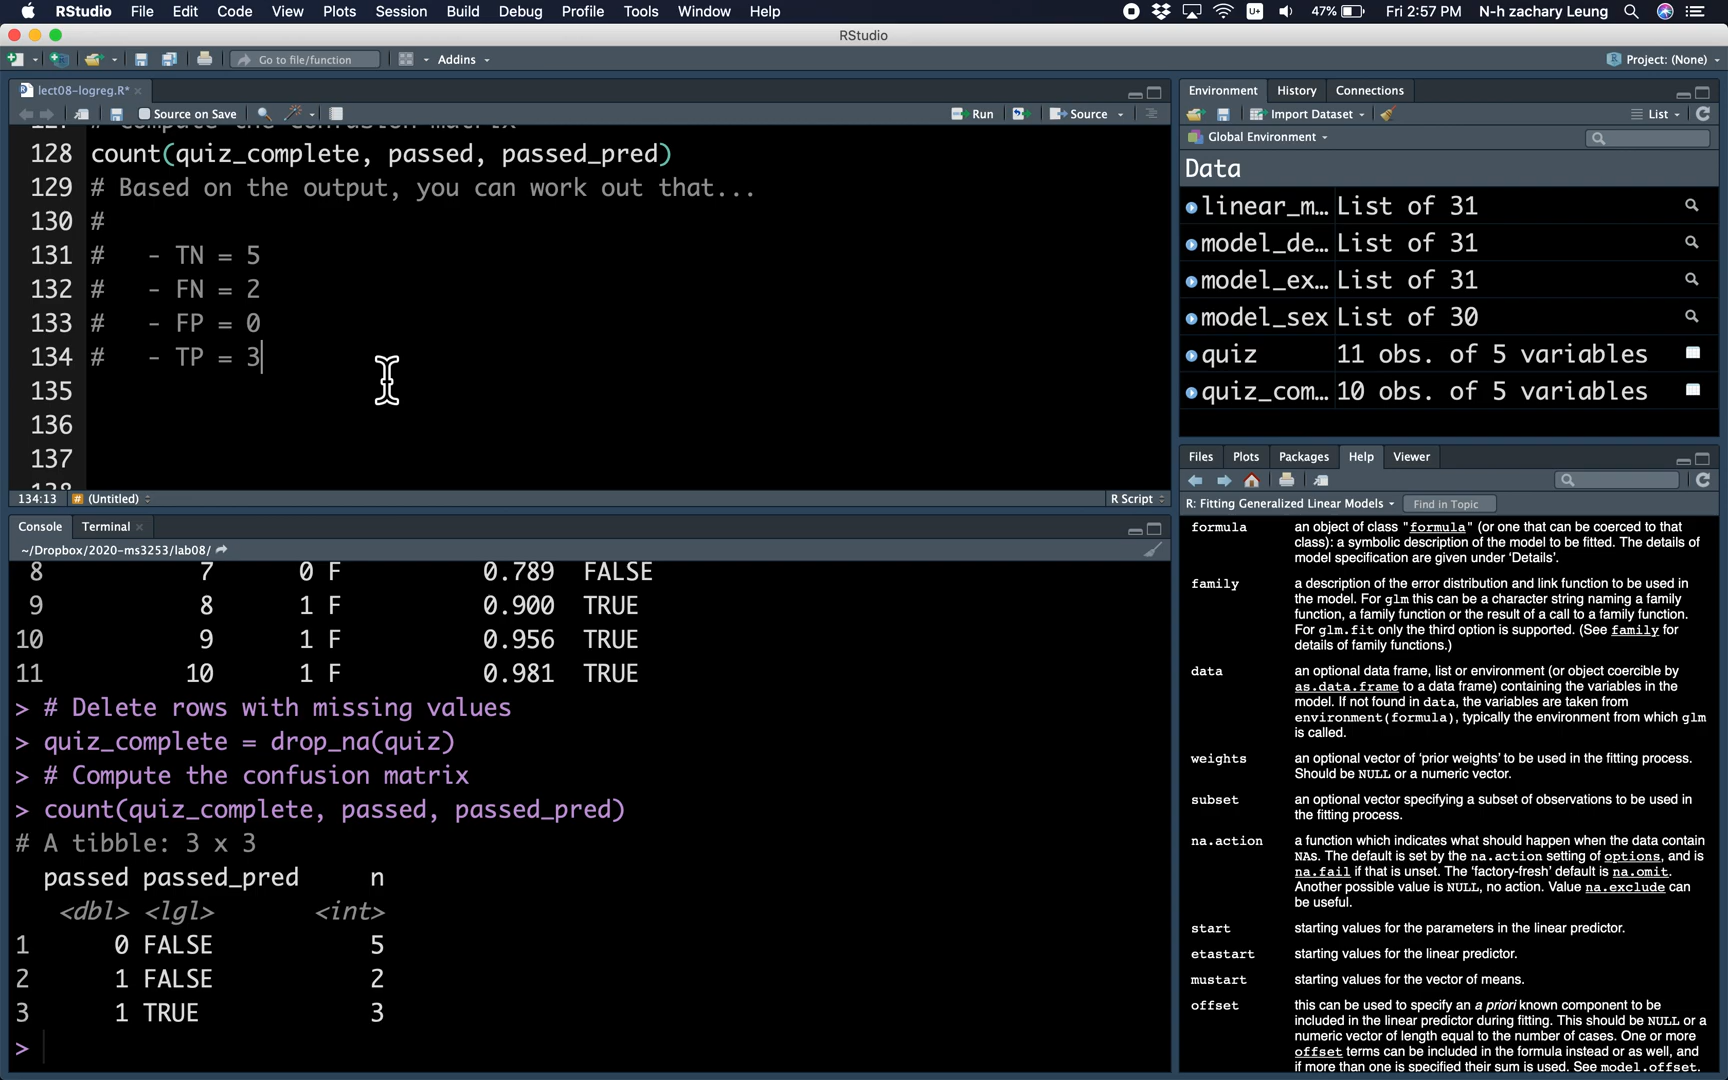 RStudio File Edit Code View Plots Session Build Debug Profile Tools Window Help 47% Fri 2:57 PM N-h zachary Leung
RStudio
Go to file/function Addins Project: (None)
lect08-logreg.R*
Source on Save Run Source
128 count(quiz_complete, passed, passed_pred)
129 # Based on the output, you can work out that...
130 #
131 # - TN = 5
132 # - FN = 2
133 # - FP = 0
134 # - TP = 3
135
136
137
134:13 (Untitled) R Script
Console Terminal
~/Dropbox/2020-ms3253/lab08/
8 7 0 F 0.789 FALSE
9 8 1 F 0.900 TRUE
10 9 1 F 0.956 TRUE
11 10 1 F 0.981 TRUE
> # Delete rows with missing values
> quiz_complete = drop_na(quiz)
> # Compute the confusion matrix
> count(quiz_complete, passed, passed_pred)
# A tibble: 3 x 3
passed passed_pred n
<dbl> <lgl> <int>
1 0 FALSE 5
2 1 FALSE 2
3 1 TRUE 3
>
Environment History Connections
Import Dataset List
Global Environment
Data
linear_m… List of 31
model_de… List of 31
model_ex… List of 31
model_sex List of 30
quiz 11 obs. of 5 variables
quiz_com… 10 obs. of 5 variables
Files Plots Packages Help Viewer
R: Fitting Generalized Linear Models Find in Topic
formula an object of class "formula" (or one that can be coerced to that
class): a symbolic description of the model to be fitted. The details of
model specification are given under ‘Details’.
family a description of the error distribution and link function to be used in
the model. For glm this can be a character string naming a family
function, a family function or the result of a call to a family function.
For glm.fit only the third option is supported. (See family for
details of family functions.)
data an optional data frame, list or environment (or object coercible by
as.data.frame to a data frame) containing the variables in the
model. If not found in data, the variables are taken from
environment(formula), typically the environment from which glm
is called.
weights an optional vector of ‘prior weights’ to be used in the fitting process.
Should be NULL or a numeric vector.
subset an optional vector specifying a subset of observations to be used in
the fitting process.
na.action a function which indicates what should happen when the data contain
NAs. The default is set by the na.action setting of options, and is
na.fail if that is unset. The ‘factory-fresh’ default is na.omit.
Another possible value is NULL, no action. Value na.exclude can
be useful.
start starting values for the parameters in the linear predictor.
etastart starting values for the linear predictor.
mustart starting values for the vector of means.
offset this can be used to specify an a priori known component to be
included in the linear predictor during fitting. This should be NULL or a
numeric vector of length equal to the number of cases. One or more
offset terms can be included in the formula instead or as well, and
if more than one is specified their sum is used. See model.offset.